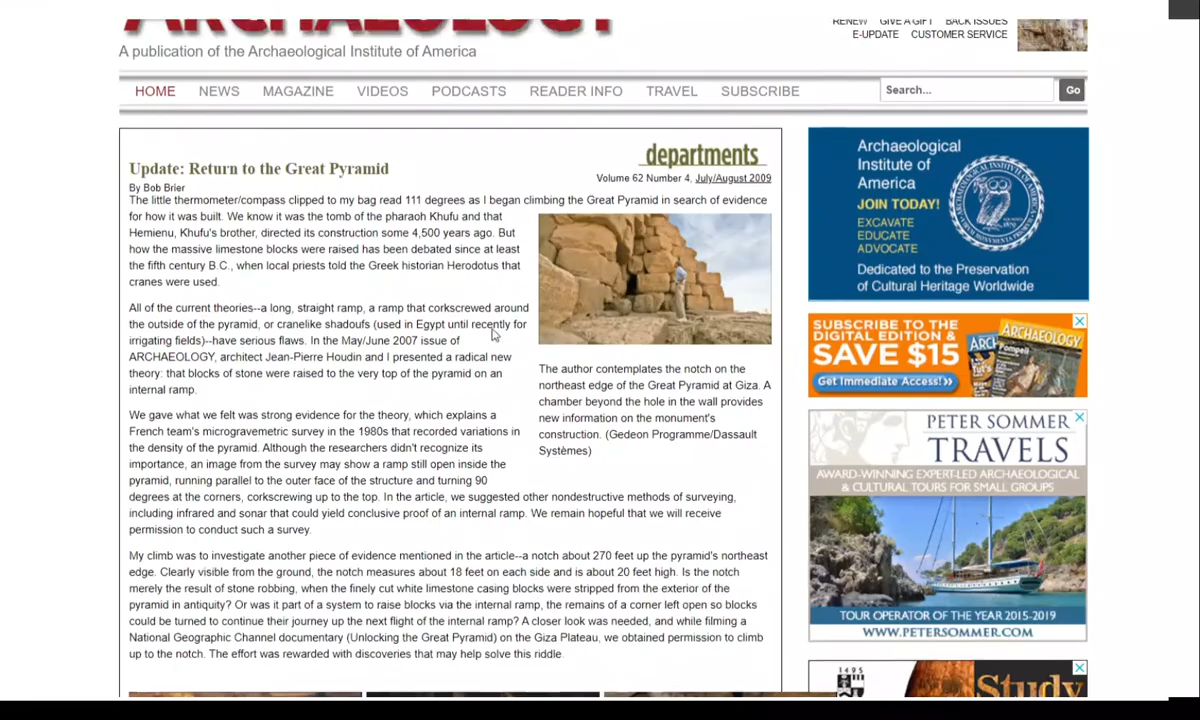 ARCHAEOLOGY
A publication of the Archaeological Institute of America
RENEW GIVE A GIFT BACK ISSUES
E-UPDATE CUSTOMER SERVICE
HOME NEWS MAGAZINE VIDEOS PODCASTS READER INFO TRAVEL SUBSCRIBE
Search... Go
departments
Update: Return to the Great Pyramid
Volume 62 Number 4, July/August 2009
By Bob Brier
The little thermometer/compass clipped to my bag read 111 degrees as I began climbing the Great Pyramid in search of evidence
for how it was built. We know it was the tomb of the pharaoh Khufu and that
Hemienu, Khufu's brother, directed its construction some 4,500 years ago. But
how the massive limestone blocks were raised has been debated since at least
the fifth century B.C., when local priests told the Greek historian Herodotus that
cranes were used.
All of the current theories--a long, straight ramp, a ramp that corkscrewed around
the outside of the pyramid, or cranelike shadoufs (used in Egypt until recently for
irrigating fields)--have serious flaws. In the May/June 2007 issue of
ARCHAEOLOGY, architect Jean-Pierre Houdin and I presented a radical new
theory: that blocks of stone were raised to the very top of the pyramid on an
internal ramp.
We gave what we felt was strong evidence for the theory, which explains a
French team's microgravemetric survey in the 1980s that recorded variations in
the density of the pyramid. Although the researchers didn't recognize its
importance, an image from the survey may show a ramp still open inside the
pyramid, running parallel to the outer face of the structure and turning 90
degrees at the corners, corkscrewing up to the top. In the article, we suggested other nondestructive methods of surveying,
including infrared and sonar that could yield conclusive proof of an internal ramp. We remain hopeful that we will receive
permission to conduct such a survey.
The author contemplates the notch on the
northeast edge of the Great Pyramid at Giza. A
chamber beyond the hole in the wall provides
new information on the monument's
construction. (Gedeon Programme/Dassault
Systèmes)
My climb was to investigate another piece of evidence mentioned in the article--a notch about 270 feet up the pyramid's northeast
edge. Clearly visible from the ground, the notch measures about 18 feet on each side and is about 20 feet high. Is the notch
merely the result of stone robbing, when the finely cut white limestone casing blocks were stripped from the exterior of the
pyramid in antiquity? Or was it part of a system to raise blocks via the internal ramp, the remains of a corner left open so blocks
could be turned to continue their journey up the next flight of the internal ramp? A closer look was needed, and while filming a
National Geographic Channel documentary (Unlocking the Great Pyramid) on the Giza Plateau, we obtained permission to climb
up to the notch. The effort was rewarded with discoveries that may help solve this riddle.
Archaeological
Institute of
America
JOIN TODAY!
EXCAVATE
EDUCATE
ADVOCATE
Dedicated to the Preservation
of Cultural Heritage Worldwide
SUBSCRIBE TO THE
DIGITAL EDITION &
SAVE $15
Get Immediate Access!
ARCHAEOLOGY
Pompeii
PETER SOMMER
TRAVELS
AWARD-WINNING EXPERT-LED ARCHAEOLOGICAL
& CULTURAL TOURS FOR SMALL GROUPS
TOUR OPERATOR OF THE YEAR 2015-2019
WWW.PETERSOMMER.COM
1495
Study